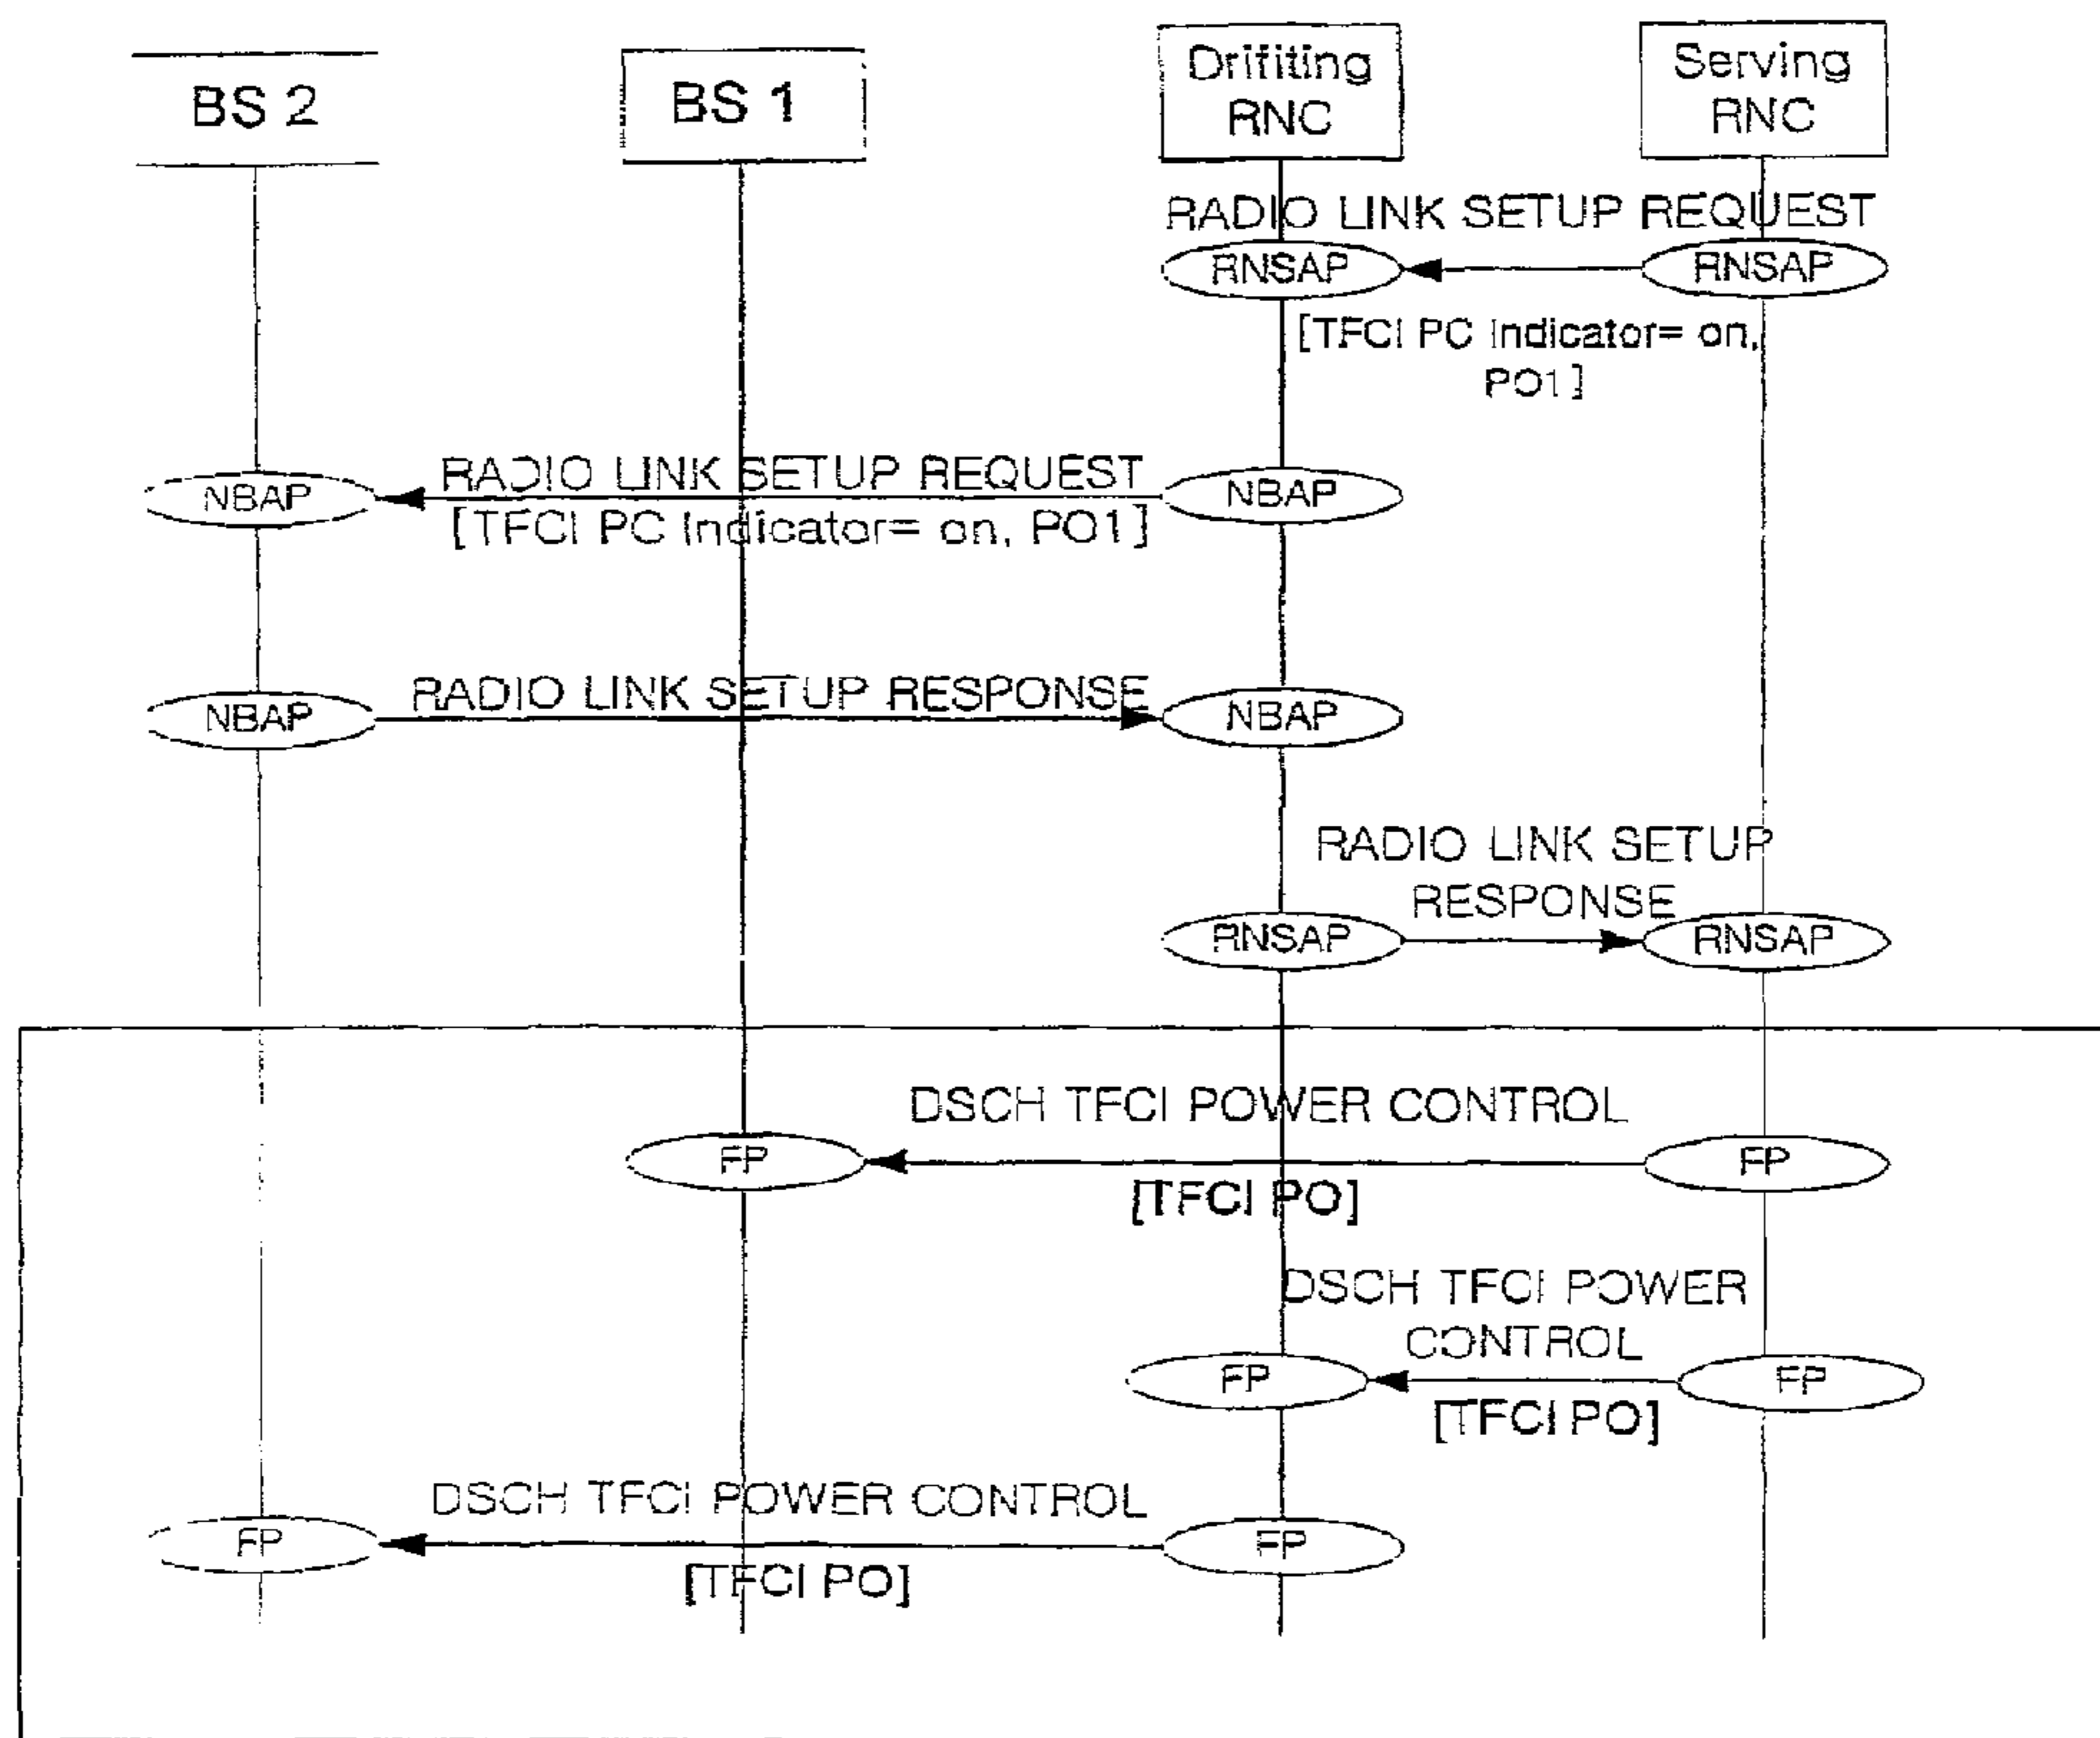 BS 2
BS 1
Drifiting
RNC
Serving
RNC
RADIO LINK SETUP REQUEST
RNSAP
RNSAP
[TFCI PC Indicator= on,
PO1]
RADIO LINK SETUP REQUEST
NBAP
NBAP
[TFCI PC Indicator= on, PO1]
RADIO LINK SETUP RESPONSE
NBAP
NBAP
RADIO LINK SETUP
RESPONSE
RNSAP
RNSAP
DSCH TFCI POWER CONTROL
FP
FP
[TFCI PO]
DSCH TFCI POWER
CONTROL
FP
FP
[TFCI PO]
DSCH TFCI POWER CONTROL
FP
FP
[TFCI PO]